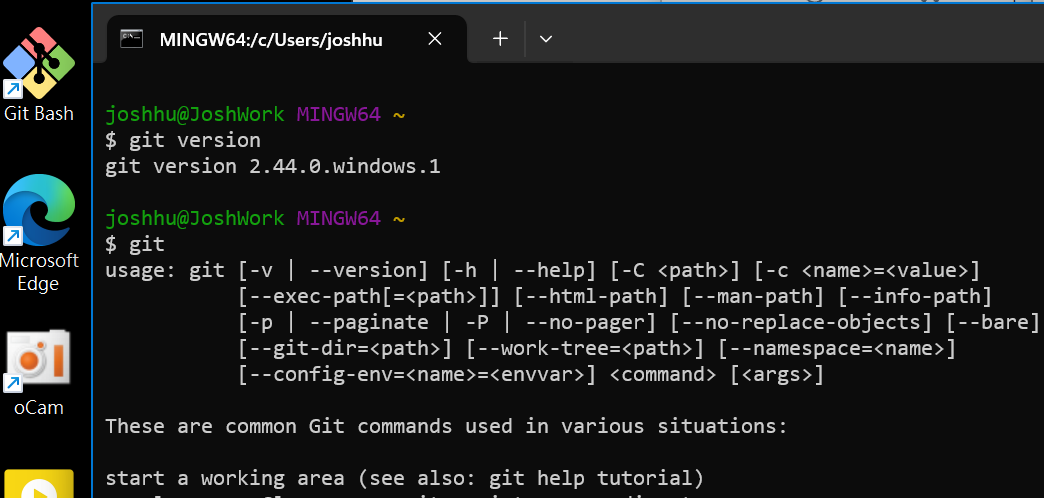 MINGW64:/c/Users/joshhu
Git Bash
Microsoft
Edge
oCam
joshhu@JoshWork MINGW64 ~
$ git version
git version 2.44.0.windows.1
joshhu@JoshWork MINGW64 ~
$ git
usage: git [-v | --version] [-h | --help] [-C <path>] [-c <name>=<value>]
[--exec-path[=<path>]] [--html-path] [--man-path] [--info-path]
[-p | --paginate | -P | --no-pager] [--no-replace-objects] [--bare]
[--git-dir=<path>] [--work-tree=<path>] [--namespace=<name>]
[--config-env=<name>=<envvar>] <command> [<args>]
These are common Git commands used in various situations:
start a working area (see also: git help tutorial)